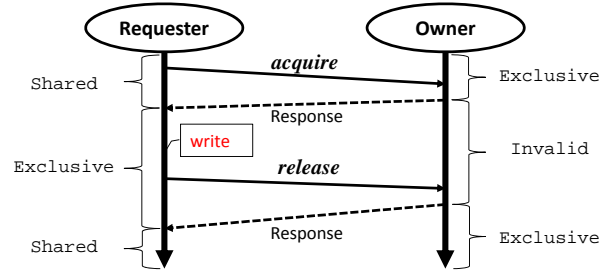 Requester
Owner
acquire
Shared
Exclusive
Response
write
Exclusive
Invalid
release
Response
Shared
Exclusive